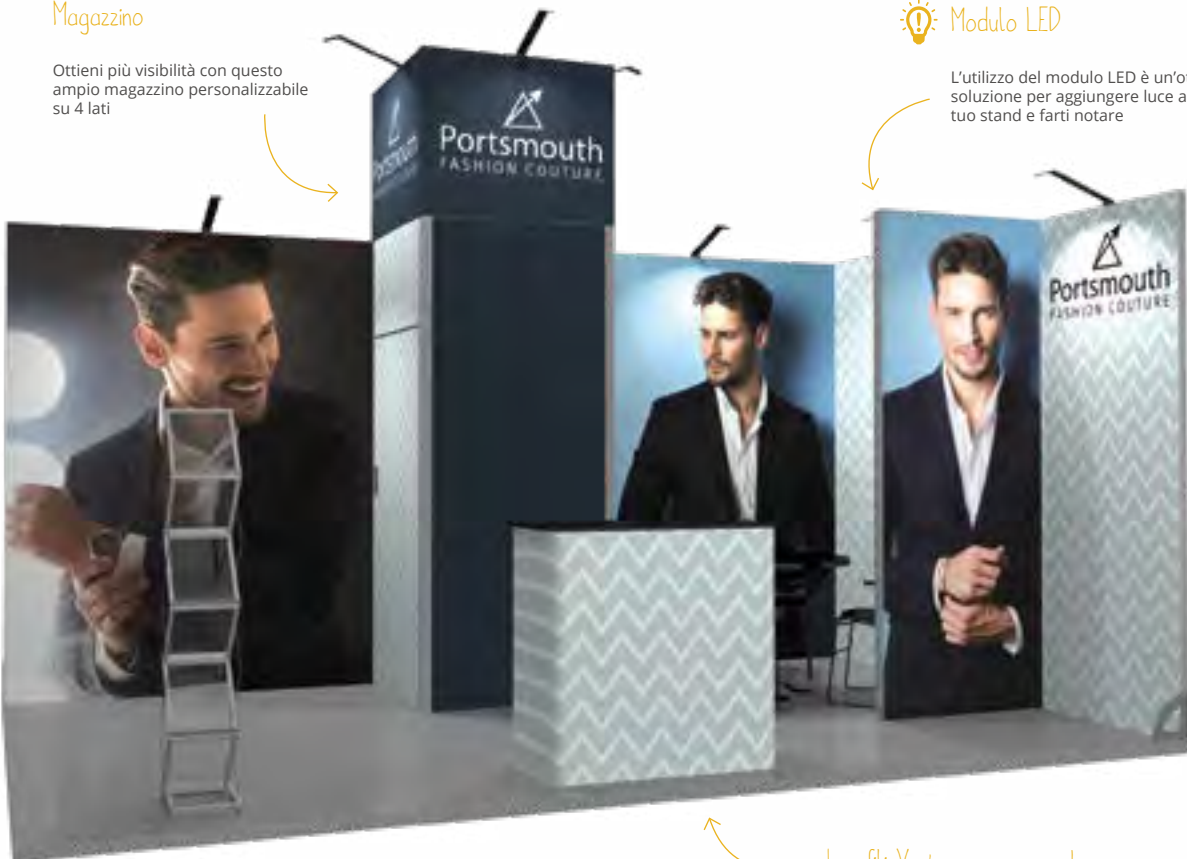 Magazzino
Ottieni più visibilità con questo
ampio magazzino personalizzabile
su 4 lati
Modulo LED
L'utilizzo del modulo LED è un'
soluzione per aggiungere luce a
tuo stand e farti notare
Portsmouth
FASHION COUTURE
Portsmouth
FASHION COUTURE